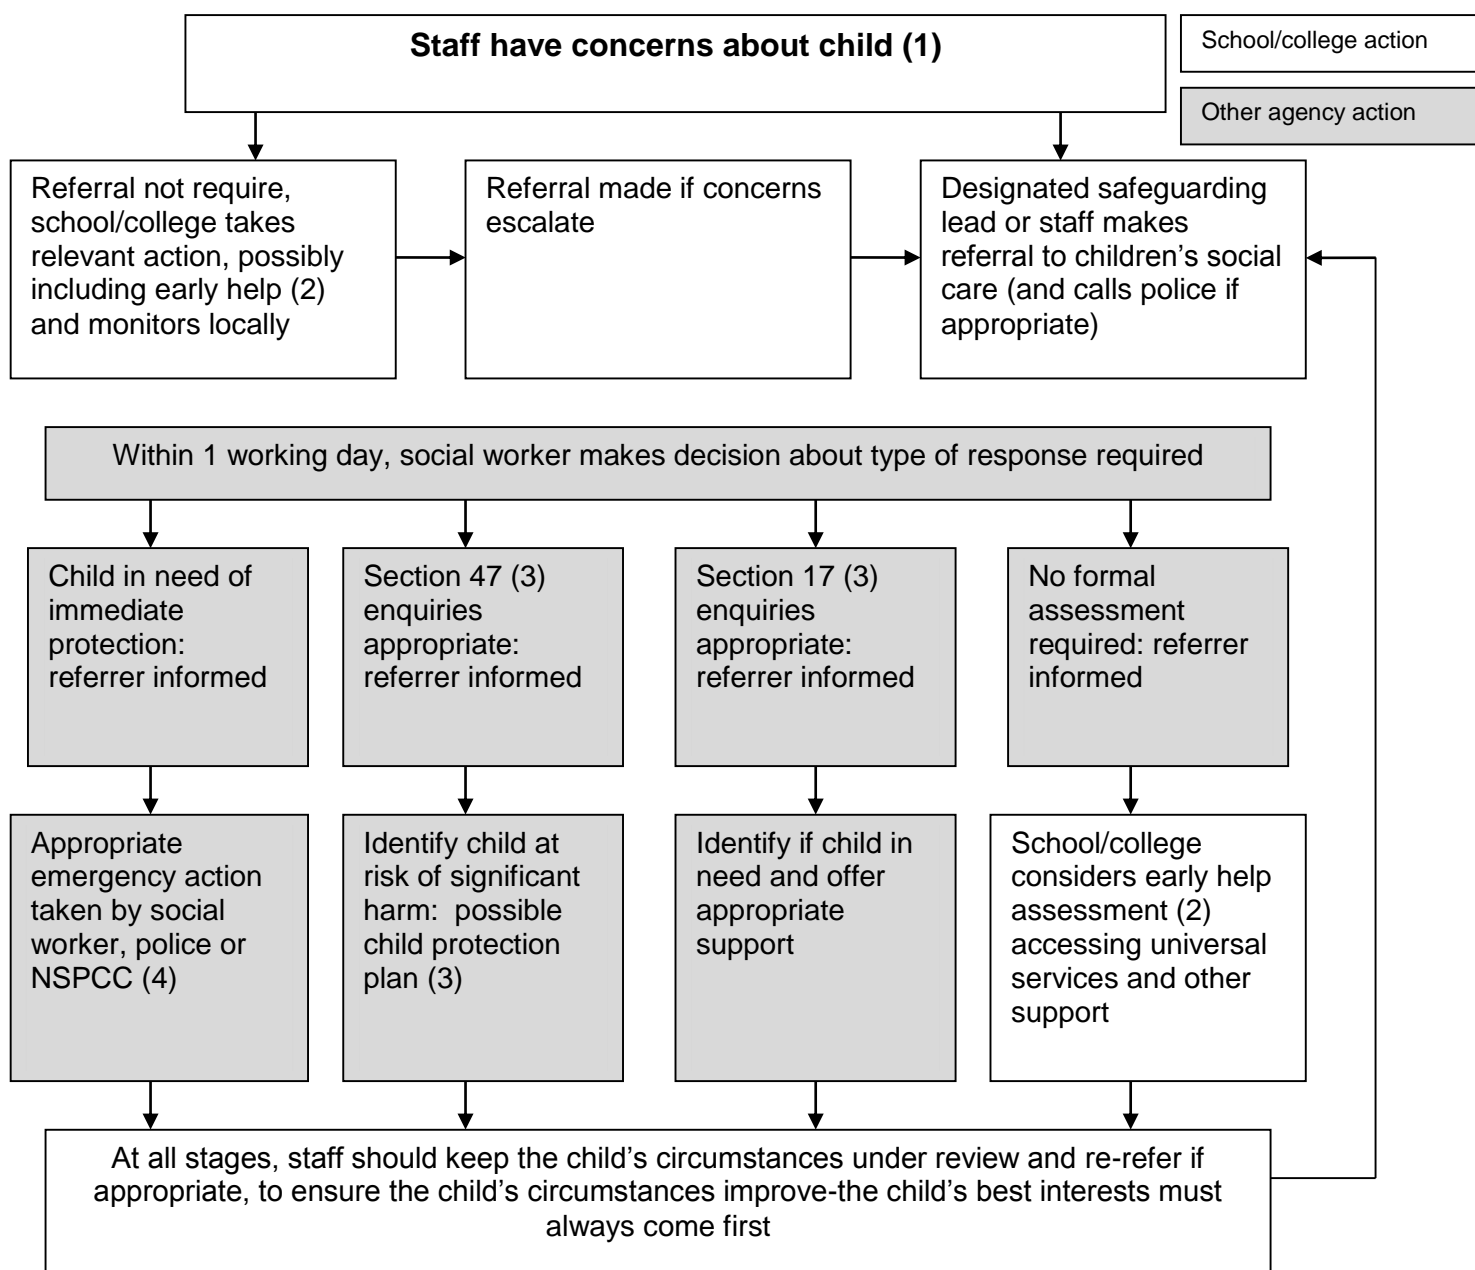 Staff have concerns about child (1)
School/college action
Other agency action
Referral not require,
school/college takes
relevant action, possibly
including early help (2)
and monitors locally
Referral made if concerns
escalate
Designated safeguarding
lead or staff makes
referral to children’s social
care (and calls police if
appropriate)
Within 1 working day, social worker makes decision about type of response required
Child in need of
immediate
protection:
referrer informed
Section 47 (3)
enquiries
appropriate:
referrer informed
Section 17 (3)
enquiries
appropriate:
referrer informed
No formal
assessment
required: referrer
informed
Appropriate
emergency action
taken by social
worker, police or
NSPCC (4)
Identify child at
risk of significant
harm:  possible
child protection
plan (3)
Identify if child in
need and offer
appropriate
support
School/college
considers early help
assessment (2)
accessing universal
services and other
support
At all stages, staff should keep the child’s circumstances under review and re-refer if
appropriate, to ensure the child’s circumstances improve-the child’s best interests must
always come first